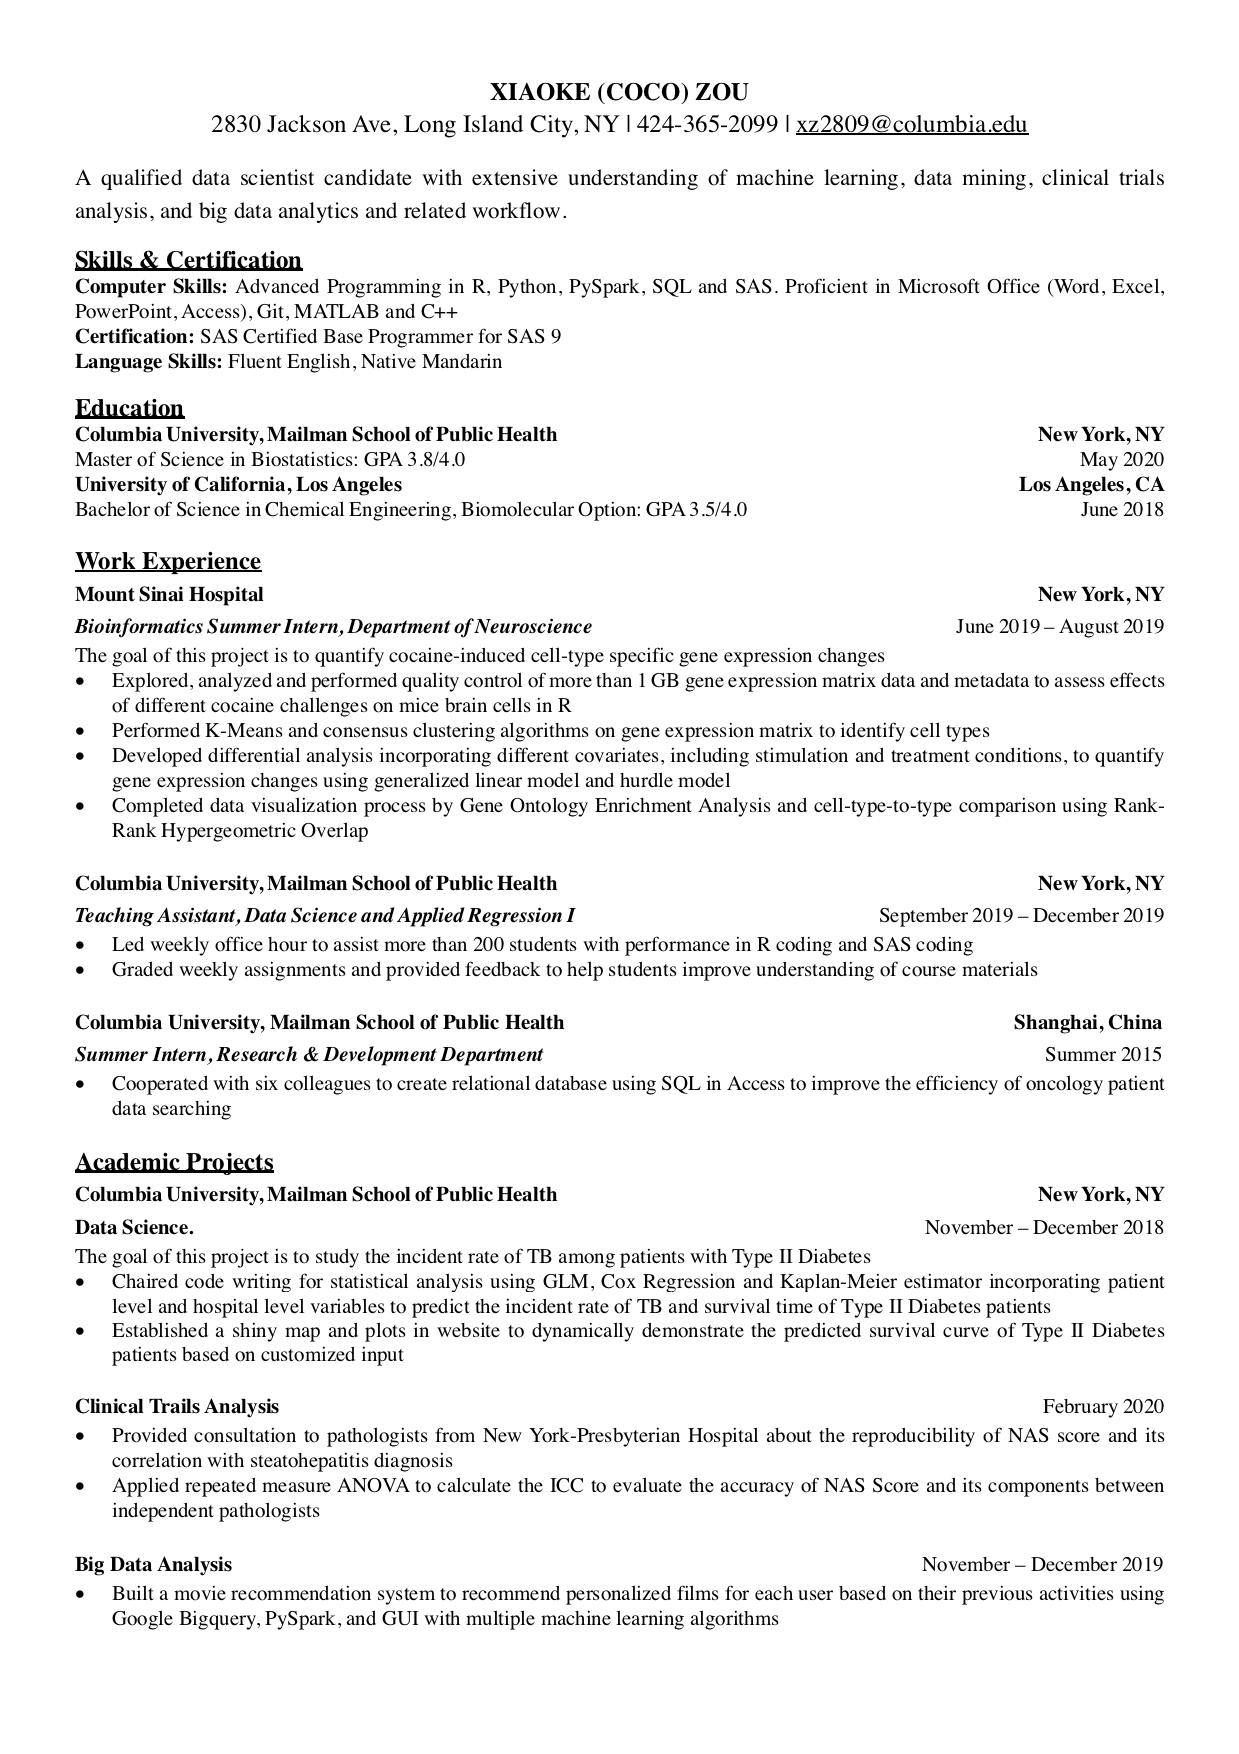 XIAOKE (COCO) ZOU
2830 Jackson Ave, Long Island City, NY | 424-365-2099 | xz2809@columbia.edu
A qualified data scientist candidate with extensive understanding of machine learning, data mining, clinical trials
analysis, and big data analytics and related workflow.
Skills & Certification
Computer Skills: Advanced Programming in R, Python, PySpark, SQL and SAS. Proficient in Microsoft Office (Word, Excel,
PowerPoint, Access), Git, MATLAB and C++
Certification: SAS Certified Base Programmer for SAS 9
Language Skills: Fluent English, Native Mandarin
Education
Columbia University, Mailman School of Public Health New York, NY
Master of Science in Biostatistics: GPA 3.8/4.0 May 2020
University of California, Los Angeles Los Angeles, CA
Bachelor of Science in Chemical Engineering, Biomolecular Option: GPA 3.5/4.0 June 2018
Work Experience
Mount Sinai Hospital New York, NY
Bioinformatics Summer Intern, Department of Neuroscience June 2019 – August 2019
The goal of this project is to quantify cocaine-induced cell-type specific gene expression changes
• Explored, analyzed and performed quality control of more than 1 GB gene expression matrix data and metadata to assess effects
of different cocaine challenges on mice brain cells in R
• Performed K-Means and consensus clustering algorithms on gene expression matrix to identify cell types
• Developed differential analysis incorporating different covariates, including stimulation and treatment conditions, to quantify
gene expression changes using generalized linear model and hurdle model
• Completed data visualization process by Gene Ontology Enrichment Analysis and cell-type-to-type comparison using Rank-
Rank Hypergeometric Overlap
Columbia University, Mailman School of Public Health New York, NY
Teaching Assistant, Data Science and Applied Regression I September 2019 – December 2019
• Led weekly office hour to assist more than 200 students with performance in R coding and SAS coding
• Graded weekly assignments and provided feedback to help students improve understanding of course materials
Columbia University, Mailman School of Public Health Shanghai, China
Summer Intern, Research & Development Department Summer 2015
• Cooperated with six colleagues to create relational database using SQL in Access to improve the efficiency of oncology patient
data searching
Academic Projects
Columbia University, Mailman School of Public Health New York, NY
Data Science. November – December 2018
The goal of this project is to study the incident rate of TB among patients with Type II Diabetes
• Chaired code writing for statistical analysis using GLM, Cox Regression and Kaplan-Meier estimator incorporating patient
level and hospital level variables to predict the incident rate of TB and survival time of Type II Diabetes patients
• Established a shiny map and plots in website to dynamically demonstrate the predicted survival curve of Type II Diabetes
patients based on customized input
Clinical Trails Analysis February 2020
• Provided consultation to pathologists from New York-Presbyterian Hospital about the reproducibility of NAS score and its
correlation with steatohepatitis diagnosis
• Applied repeated measure ANOVA to calculate the ICC to evaluate the accuracy of NAS Score and its components between
independent pathologists
Big Data Analysis November – December 2019
• Built a movie recommendation system to recommend personalized films for each user based on their previous activities using
Google Bigquery, PySpark, and GUI with multiple machine learning algorithms